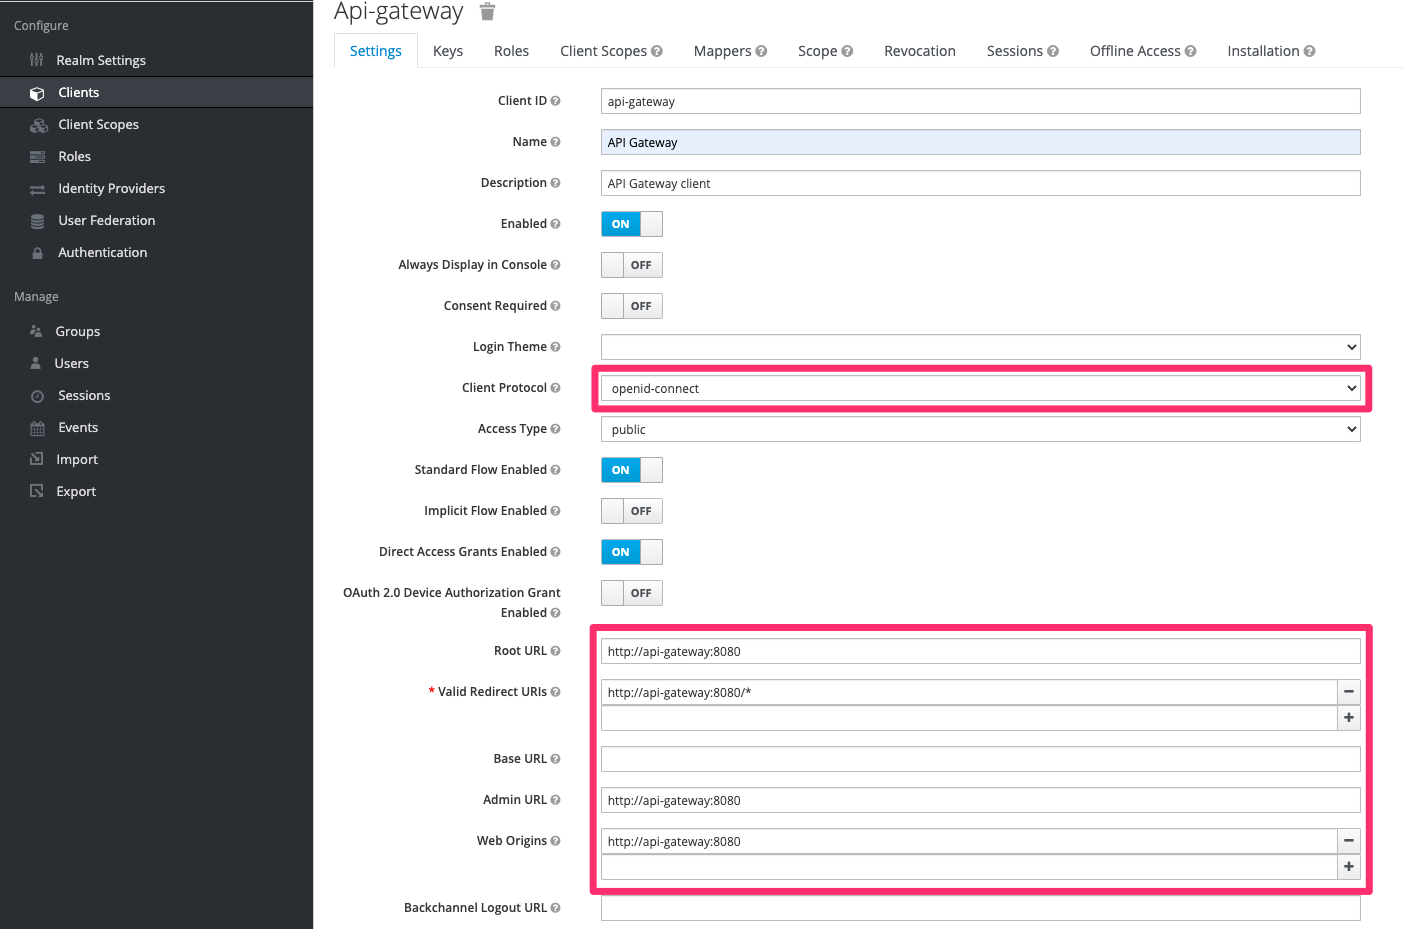 Configure
Realm Settings
Clients
Client Scopes
Roles
Identity Providers
User Federation
Authentication
Manage
Groups
Users
Sessions
Events
Import
Export
Api-gateway
Settings Keys Roles Client Scopes Mappers Scope Revocation Sessions Offline Access Installation
Client ID api-gateway
Name API Gateway
Description API Gateway client
Enabled ON
Always Display in Console OFF
Consent Required OFF
Login Theme
Client Protocol openid-connect
Access Type public
Standard Flow Enabled ON
Implicit Flow Enabled OFF
Direct Access Grants Enabled ON
OAuth 2.0 Device Authorization Grant OFF
Enabled
Root URL http://api-gateway:8080
* Valid Redirect URIs http://api-gateway:8080/*
Base URL
Admin URL http://api-gateway:8080
Web Origins http://api-gateway:8080
Backchannel Logout URL